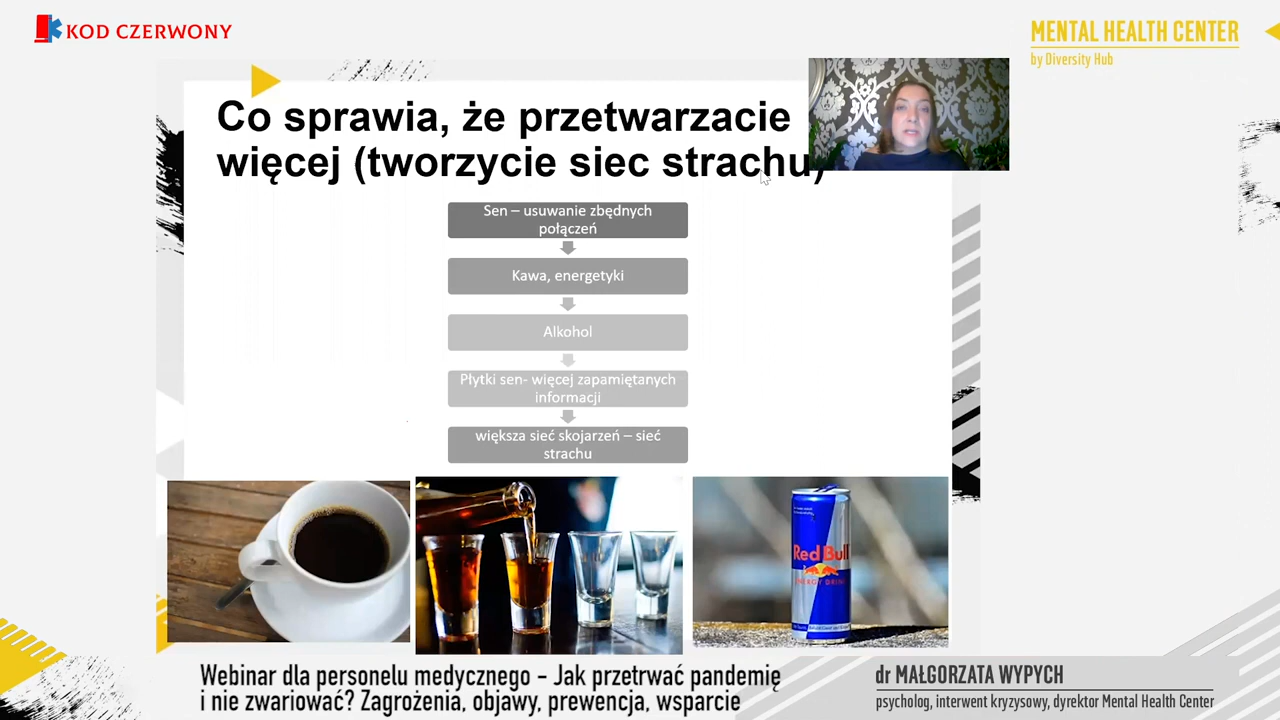 KOD CZERWONY
MENTAL HEALTH CENTER
by Diversity Hub
Co sprawia, że przetwarzacie
więcej (tworzycie siec strachu)
Sen – usuwanie zbędnych
połączeń
Kawa, energetyki
Alkohol
Płytki sen- więcej zapamiętanych
informacji
większa sieć skojarzeń – sieć
strachu
Red Bull
ENERGY DRINK
Webinar dla personelu medycznego – Jak przetrwać pandemię
i nie zwariować? Zagrożenia, objawy, prewencja, wsparcie
dr MAŁGORZATA WYPYCH
psycholog, interwent kryzysowy, dyrektor Mental Health Center